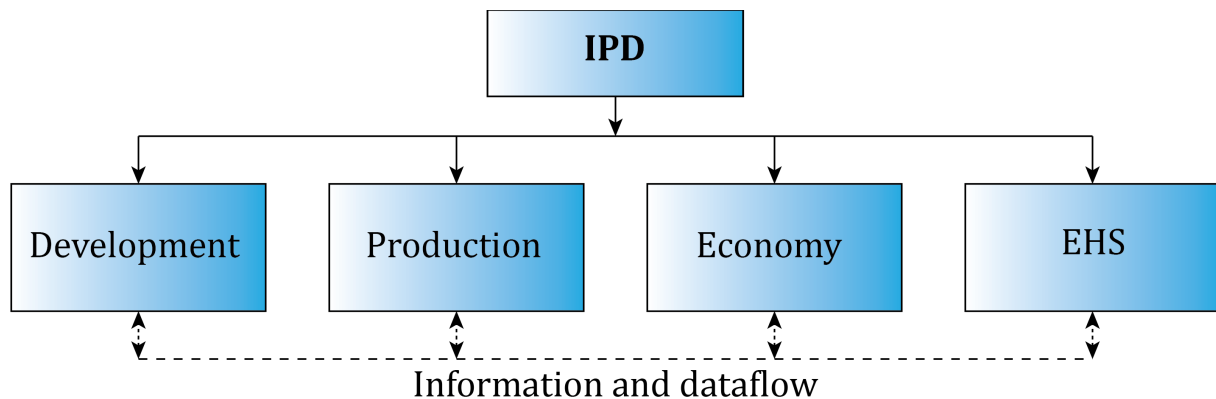 IPD
Development
Production
Economy
EHS
Information and dataflow